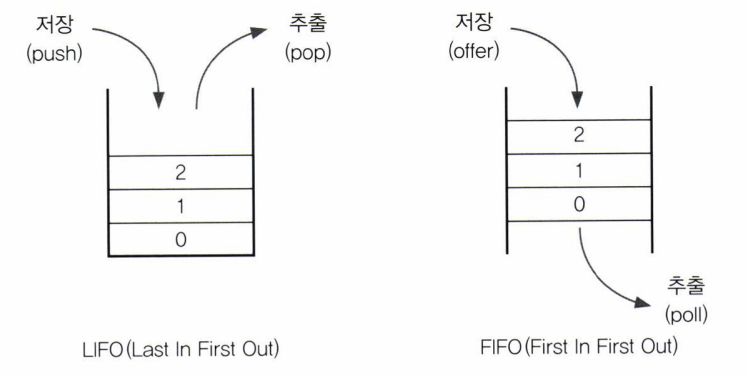 저장
(push)
추출
(pop)
2
1
0
LIFO(Last In First Out)
저장
(offer)
2
1
0
추출
(poll)
FIFO(First In First Out)